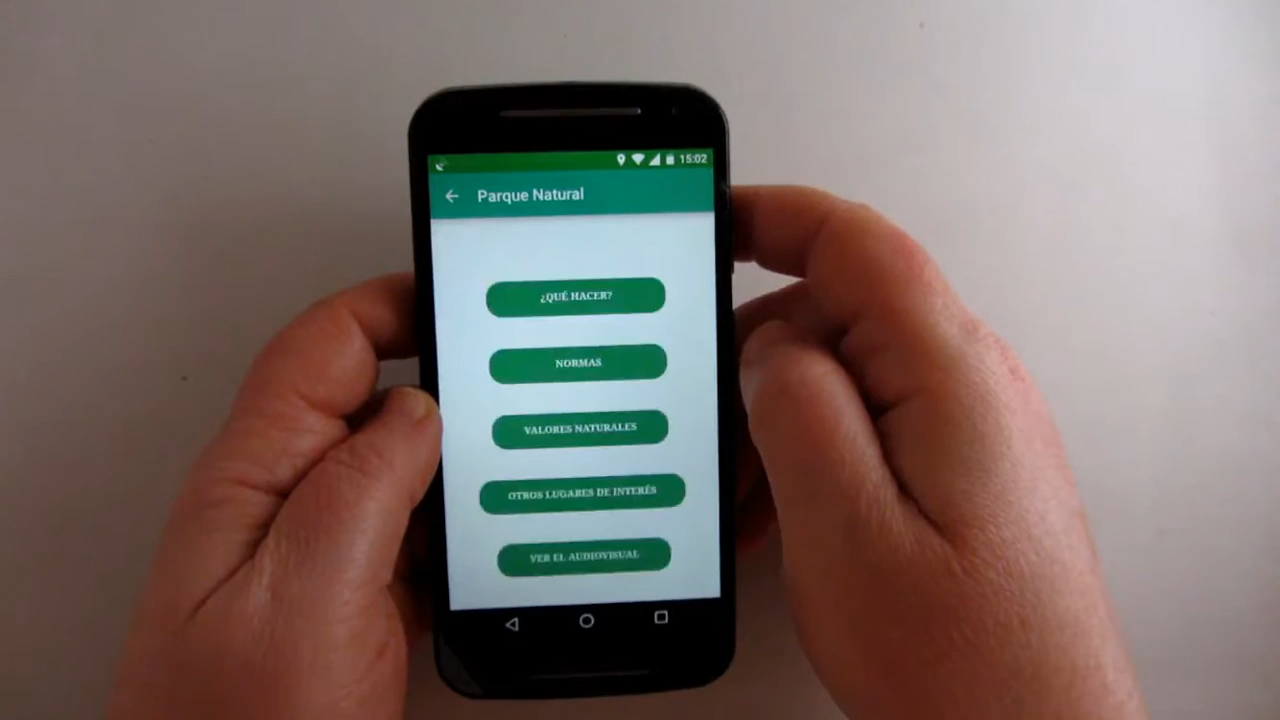 15:02
Parque Natural
¿QUÉ HACER?
NORMAS
VALORES NATURALES
OTROS LUGARES DE INTERÉS
VER EL AUDIOVISUAL